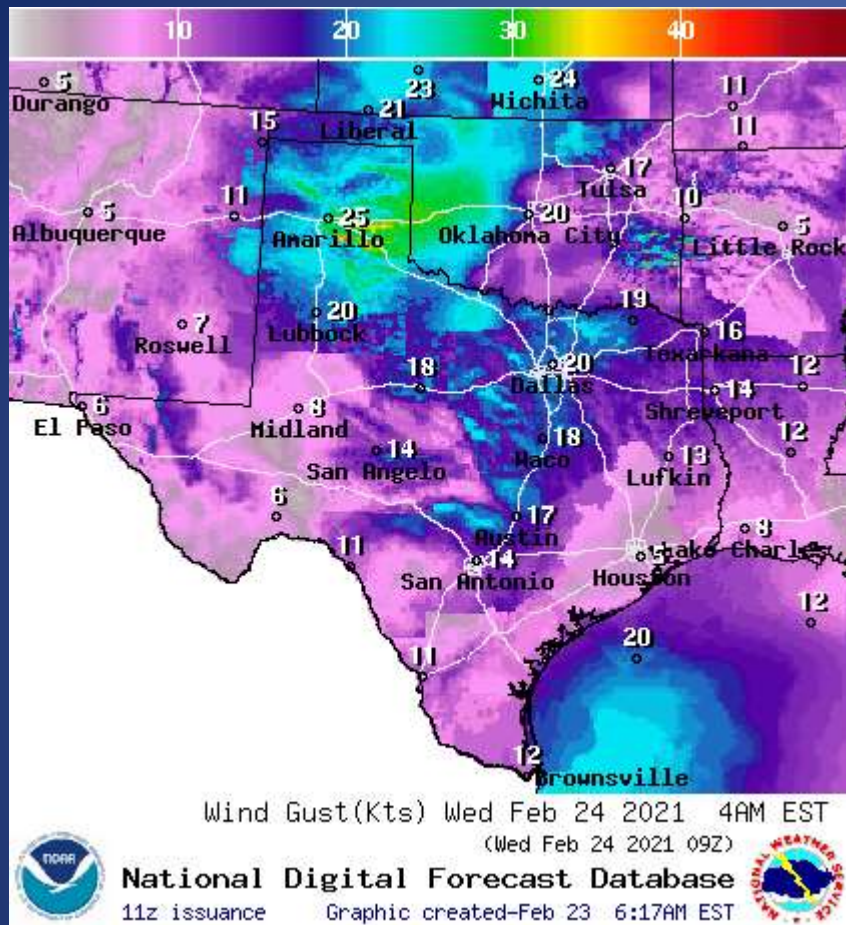 10 20 30 40
5 23 24 11
Durango Wichita
21
Liberal
15 11
17
Tulsa
5 11 25 20 10 5
Albuquerque Amarillo Oklahoma City Little Rock
7 20 19 16
Roswell Lubbock Texarkana
18 20 14 12
Dallas Shreveport
6 8
El Paso Midland
14 18 13 12
San Angelo Waco Lufkin
6 17 8
Austin Lake Charles
11 14
San Antonio Houston
12
20
11
12
Brownsville
Wind Gust(Kts) Wed Feb 24 2021 4AM EST
(Wed Feb 24 2021 09Z)
NOAA
National Digital Forecast Database
11z issuance Graphic created-Feb 23 6:17AM EST
NATIONAL WEATHER SERVICE